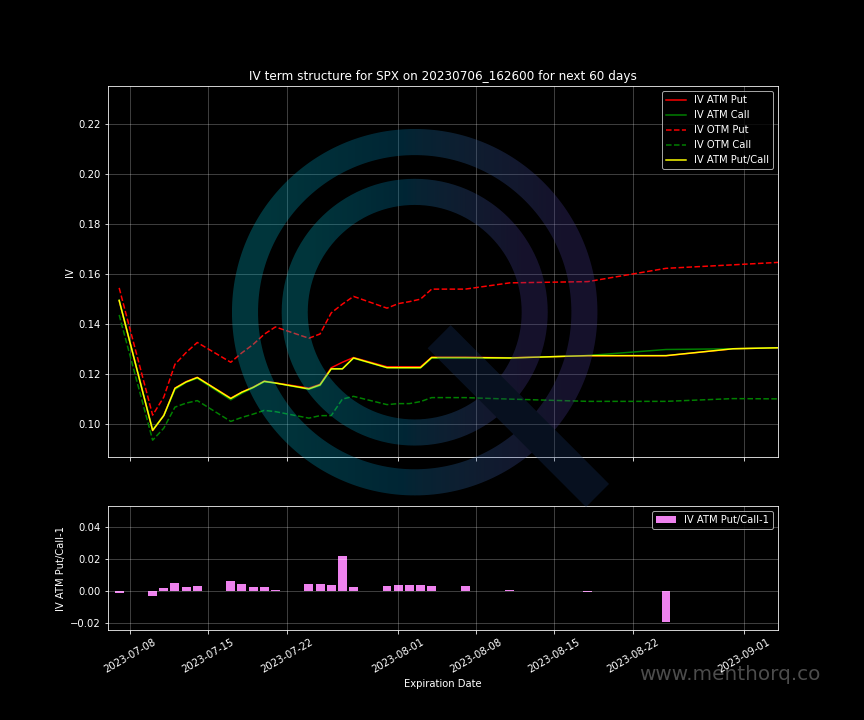 IV term structure for SPX on 20230706_162600 for next 60 days
IV ATM Put
IV ATM Call
IV OTM Put
IV OTM Call
IV ATM Put/Call
IV
0.22
0.20
0.18
0.16
0.14
0.12
0.10
IV ATM Put/Call-1
IV ATM Put/Call-1
0.04
0.02
0.00
−0.02
2023-07-08
2023-07-15
2023-07-22
2023-08-01
2023-08-08
2023-08-15
2023-08-22
2023-09-01
Expiration Date
www.menthorq.co